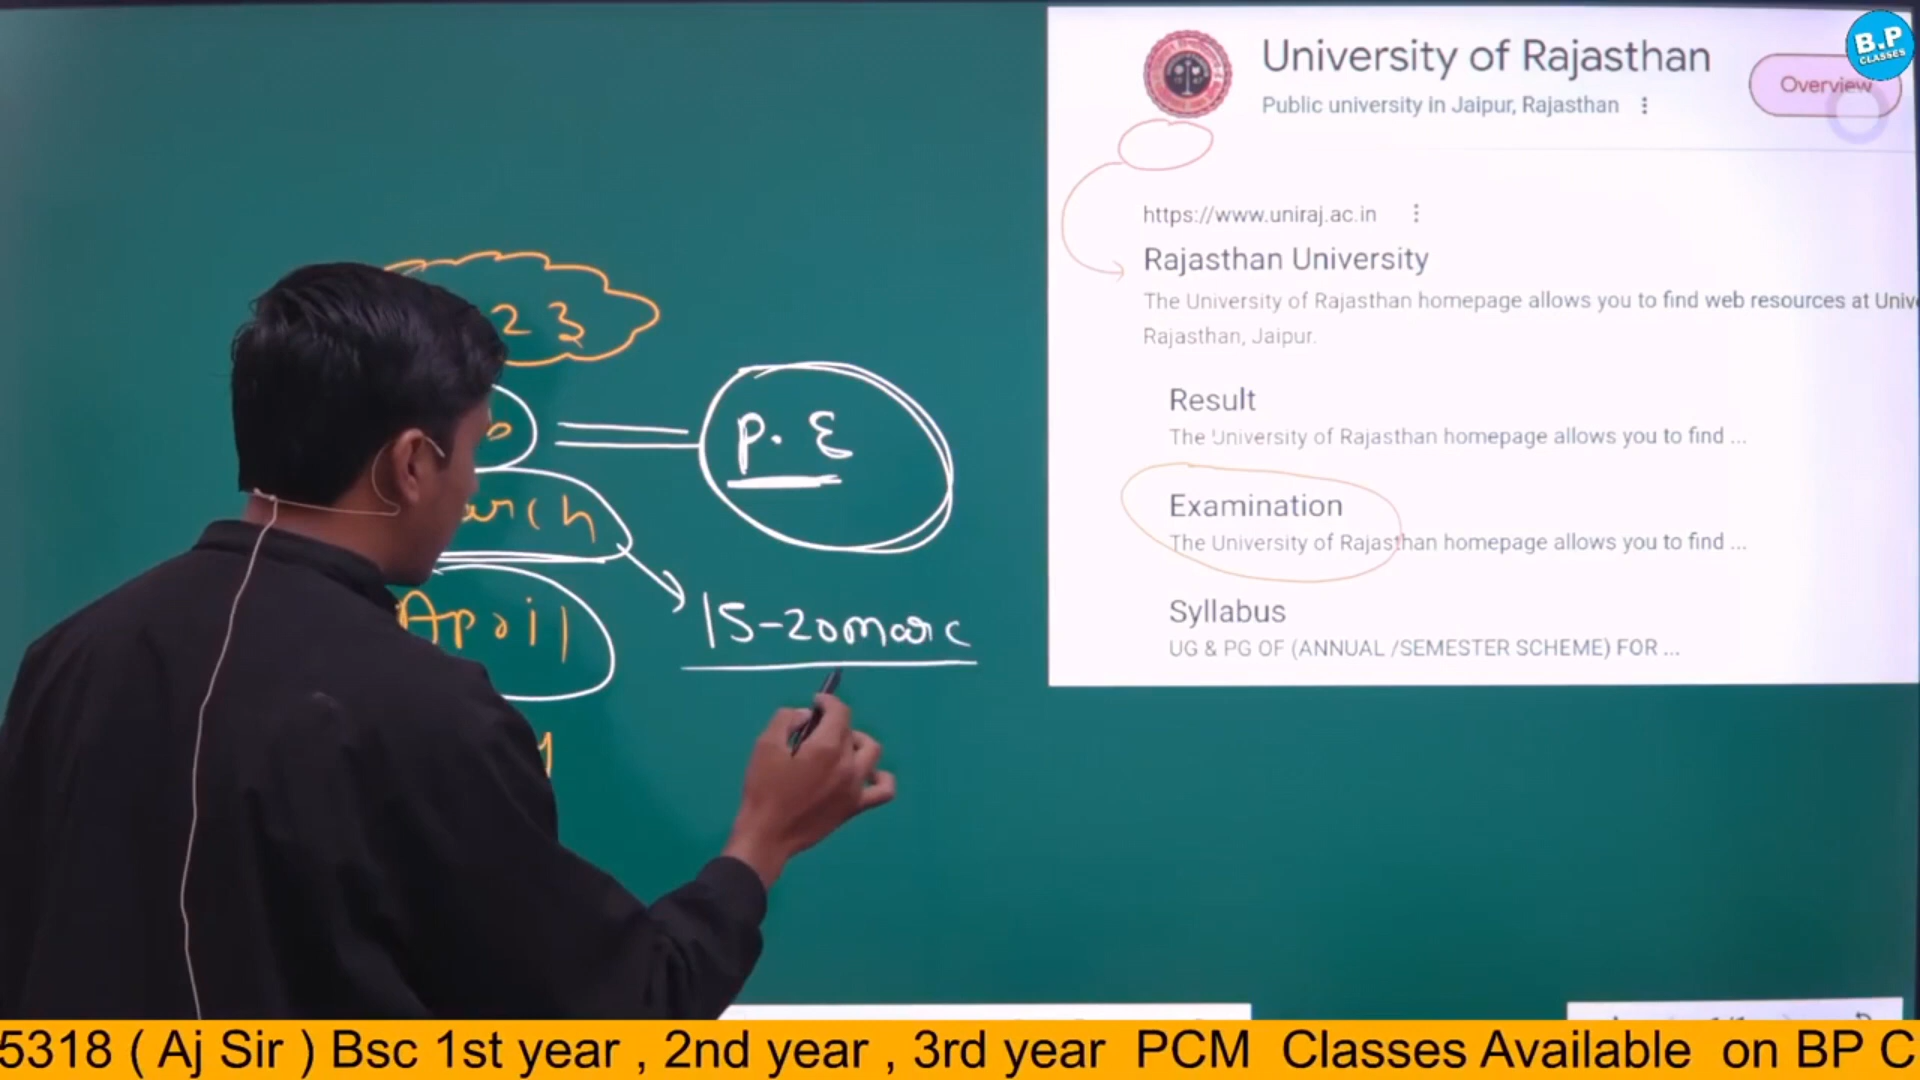 23
arch
April
P. E
15-20marc
University of Rajasthan
Public university in Jaipur, Rajasthan
Overview
B.P
CLASSES
https://www.uniraj.ac.in
Rajasthan University
The University of Rajasthan homepage allows you to find web resources at Unive
Rajasthan, Jaipur.
Result
The University of Rajasthan homepage allows you to find ...
Examination
The University of Rajasthan homepage allows you to find ...
Syllabus
UG & PG OF (ANNUAL /SEMESTER SCHEME) FOR ...
5318 ( Aj Sir ) Bsc 1st year , 2nd year , 3rd year PCM Classes Available on BP C